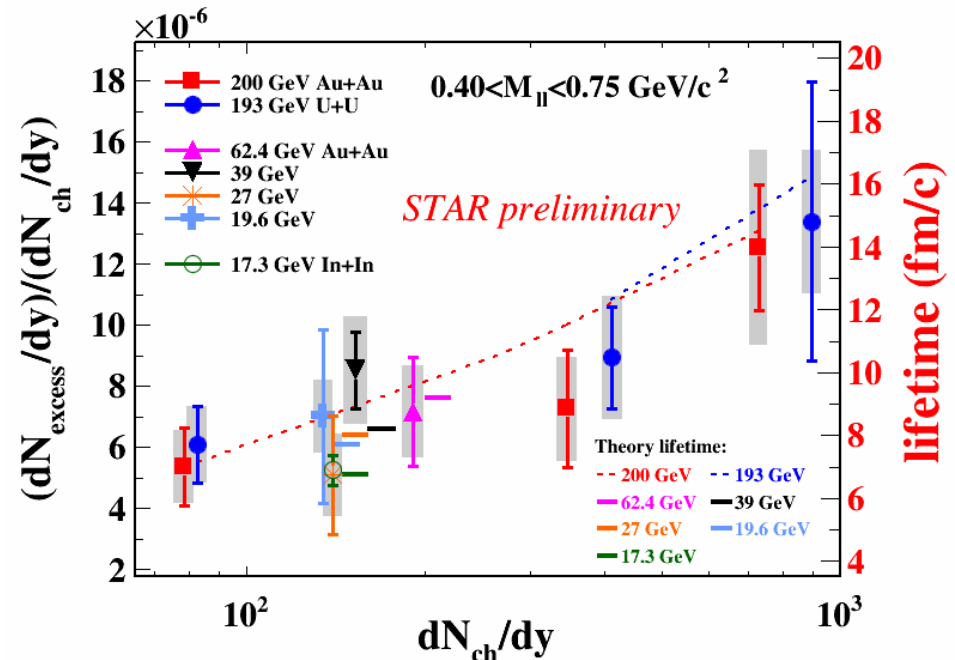 ×10⁻⁶
(dN_excess/dy)/(dN_ch/dy)
18
16
14
12
10
8
6
4
2
200 GeV Au+Au
193 GeV U+U
62.4 GeV Au+Au
39 GeV
27 GeV
19.6 GeV
17.3 GeV In+In
0.40<M_ll<0.75 GeV/c²
STAR preliminary
Theory lifetime:
200 GeV
193 GeV
62.4 GeV
39 GeV
27 GeV
19.6 GeV
17.3 GeV
20
18
16
14
12
10
8
6
4
lifetime (fm/c)
10²
10³
dN_ch/dy